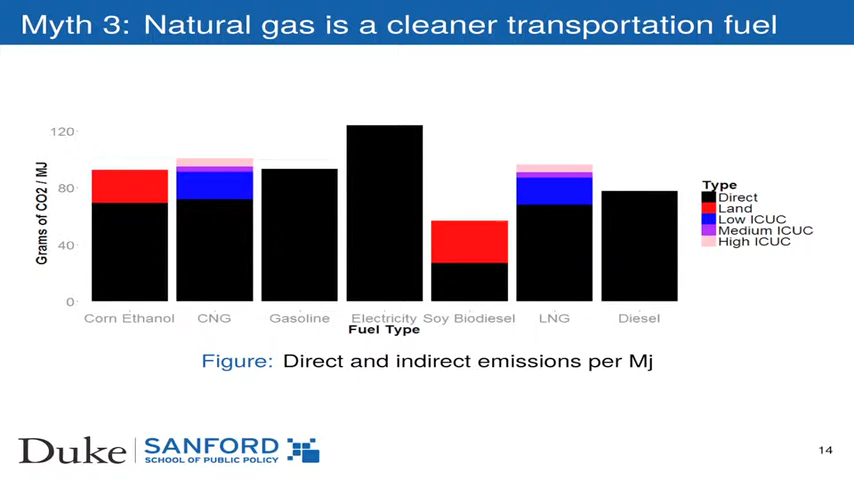 Myth 3: Natural gas is a cleaner transportation fuel
120
80
40
0
Grams of CO2 / MJ
Corn Ethanol CNG Gasoline Electricity Soy Biodiesel LNG Diesel
Fuel Type
Type
Direct
Land
Low ICUC
Medium ICUC
High ICUC
Figure: Direct and indirect emissions per Mj
Duke SANFORD
SCHOOL OF PUBLIC POLICY
14